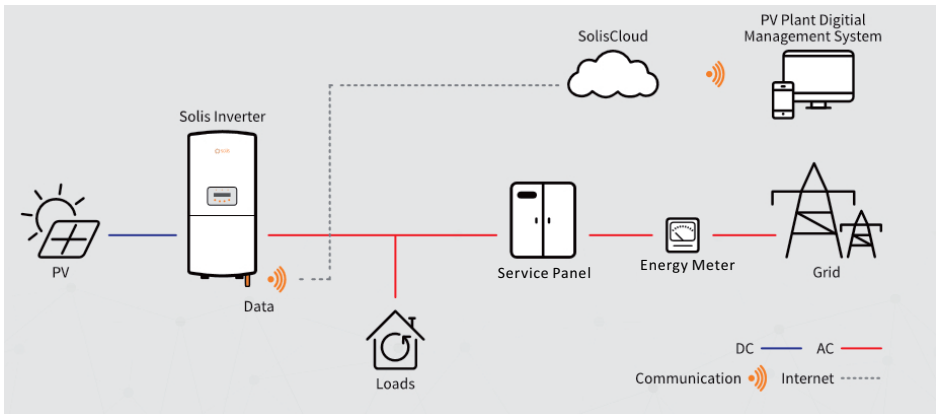 SolisCloud
PV Plant Digitial
Management System
Solis Inverter
PV
Data
Loads
Service Panel
Energy Meter
Grid
DC
AC
Communication
Internet